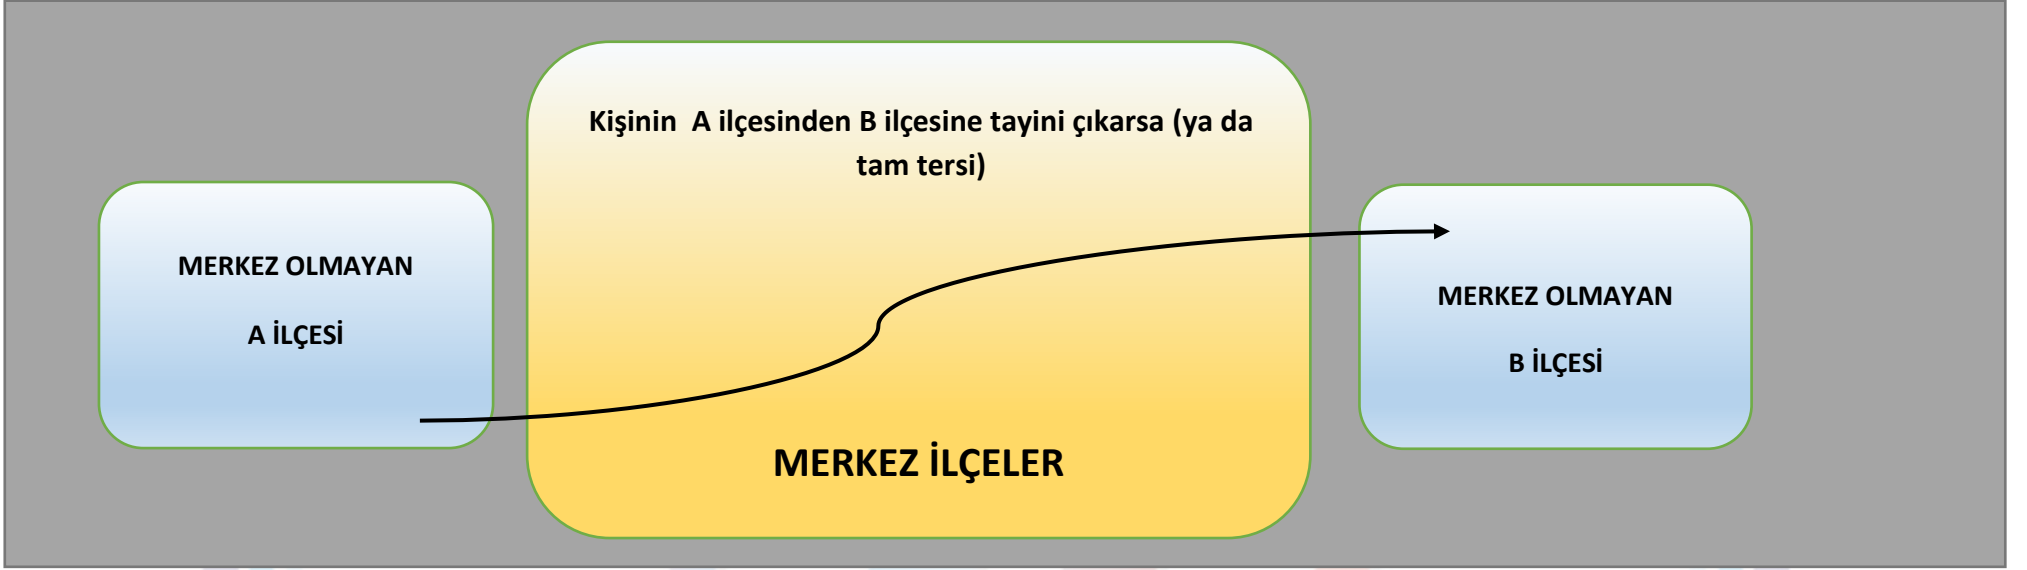 Kişinin  A ilçesinden B ilçesine tayini çıkarsa (ya da
tam tersi)
MERKEZ OLMAYAN
A İLÇESİ
MERKEZ OLMAYAN
B İLÇESİ
MERKEZ İLÇELER